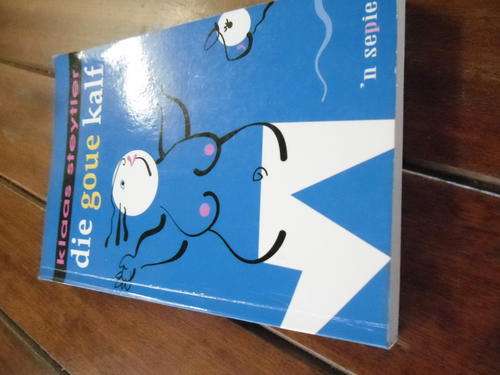 klaas steytler
die goue kalf
'n sepie